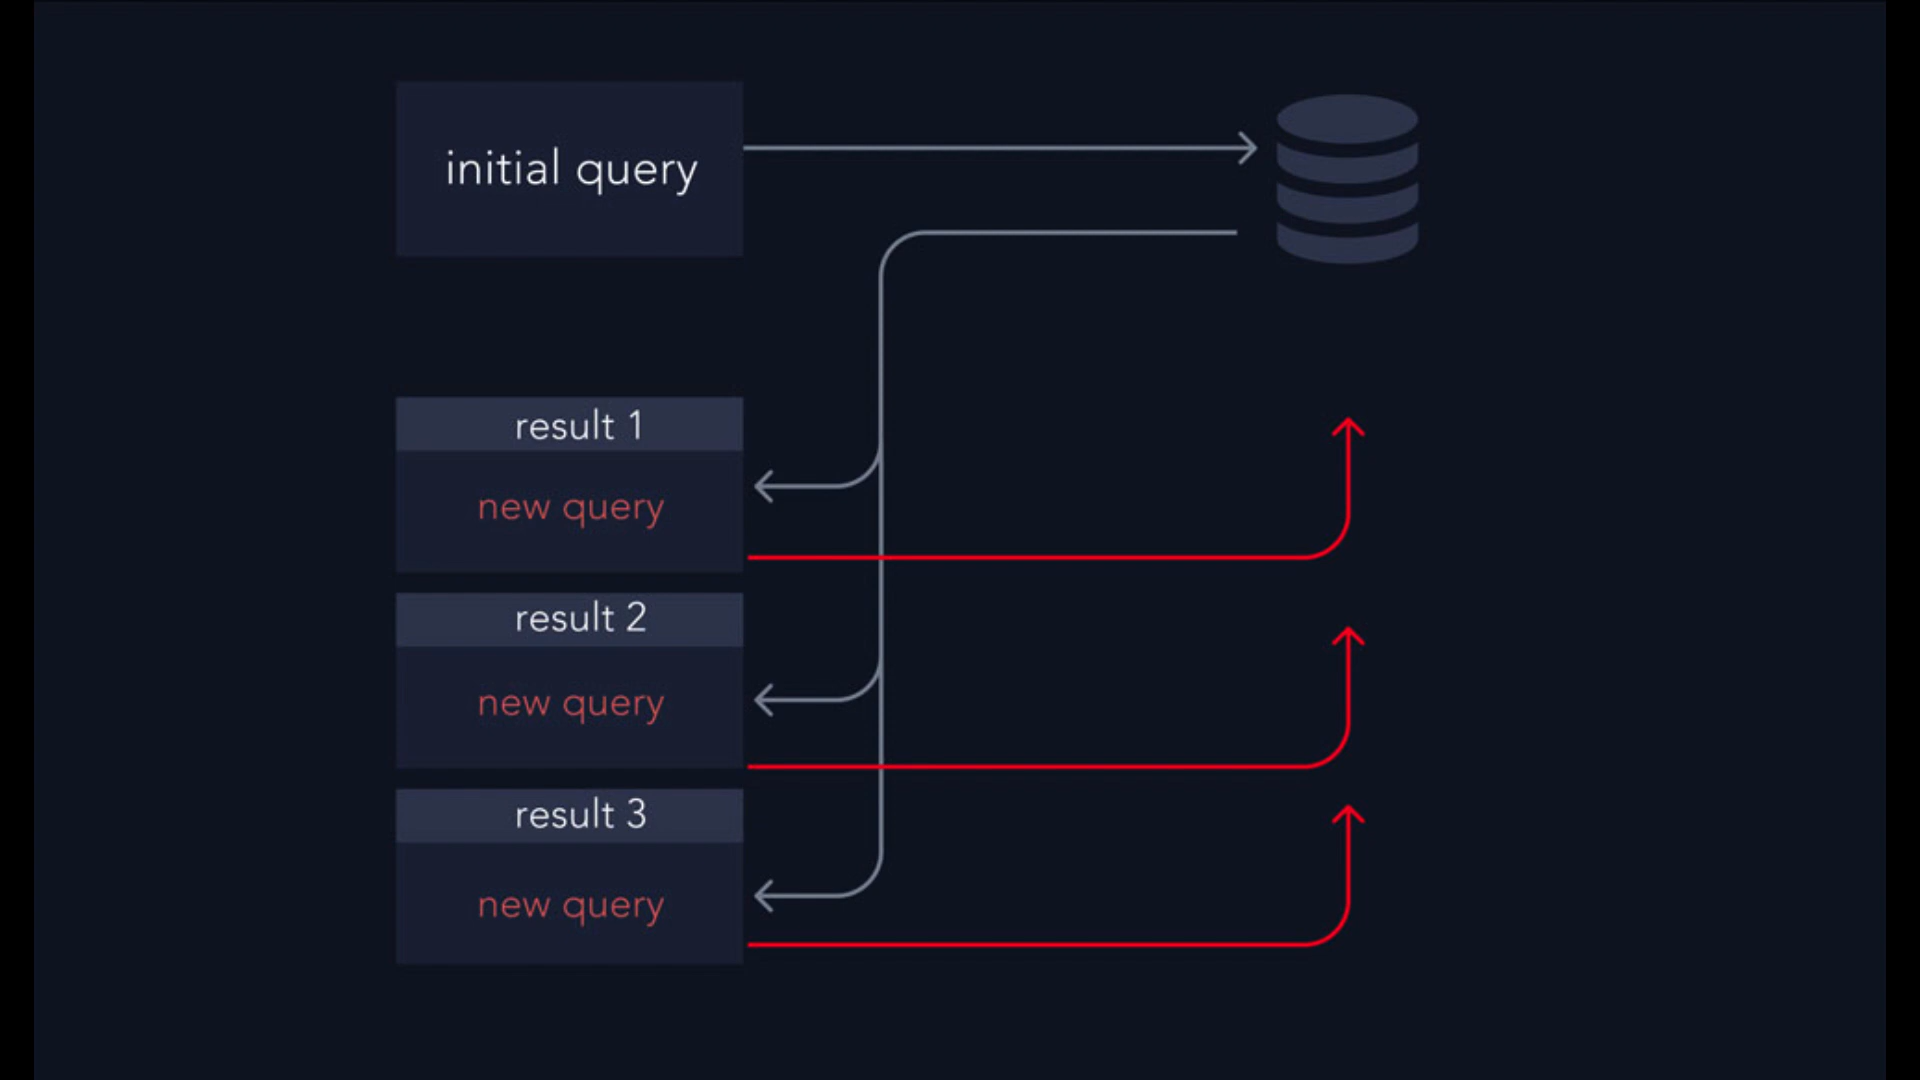 initial query
result 1
new query
result 2
new query
result 3
new query